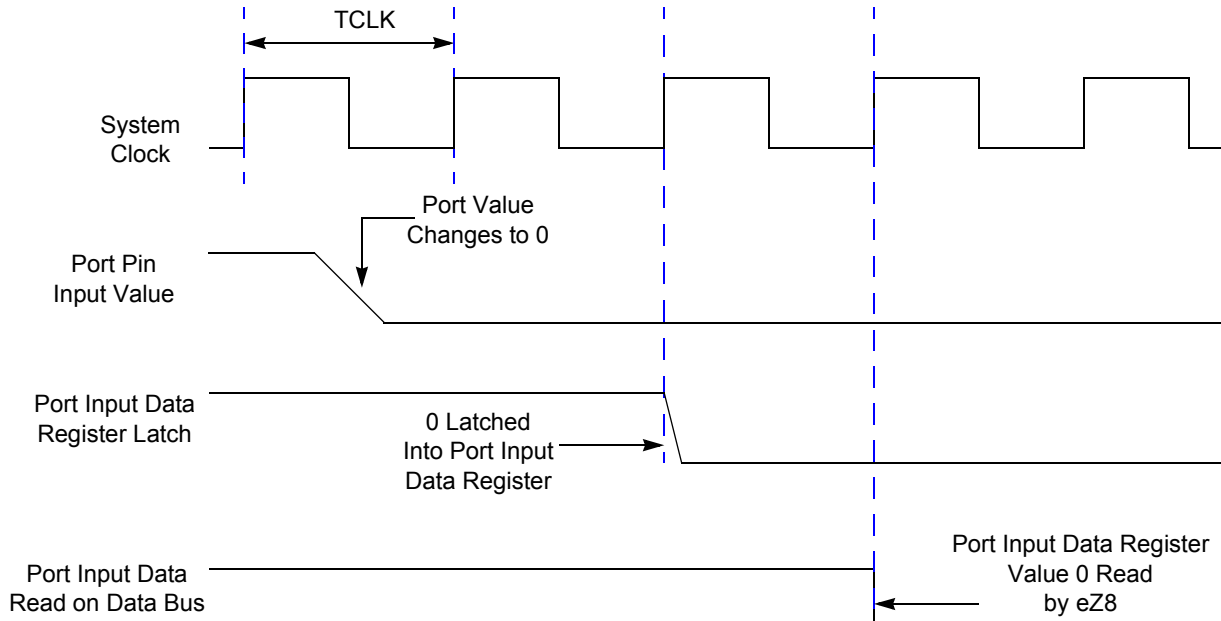 TCLK
System
Clock
Port Value
Changes to 0
Port Pin
Input Value
Port Input Data
Register Latch
0 Latched
Into Port Input
Data Register
Port Input Data
Read on Data Bus
Port Input Data Register
Value 0 Read
by eZ8